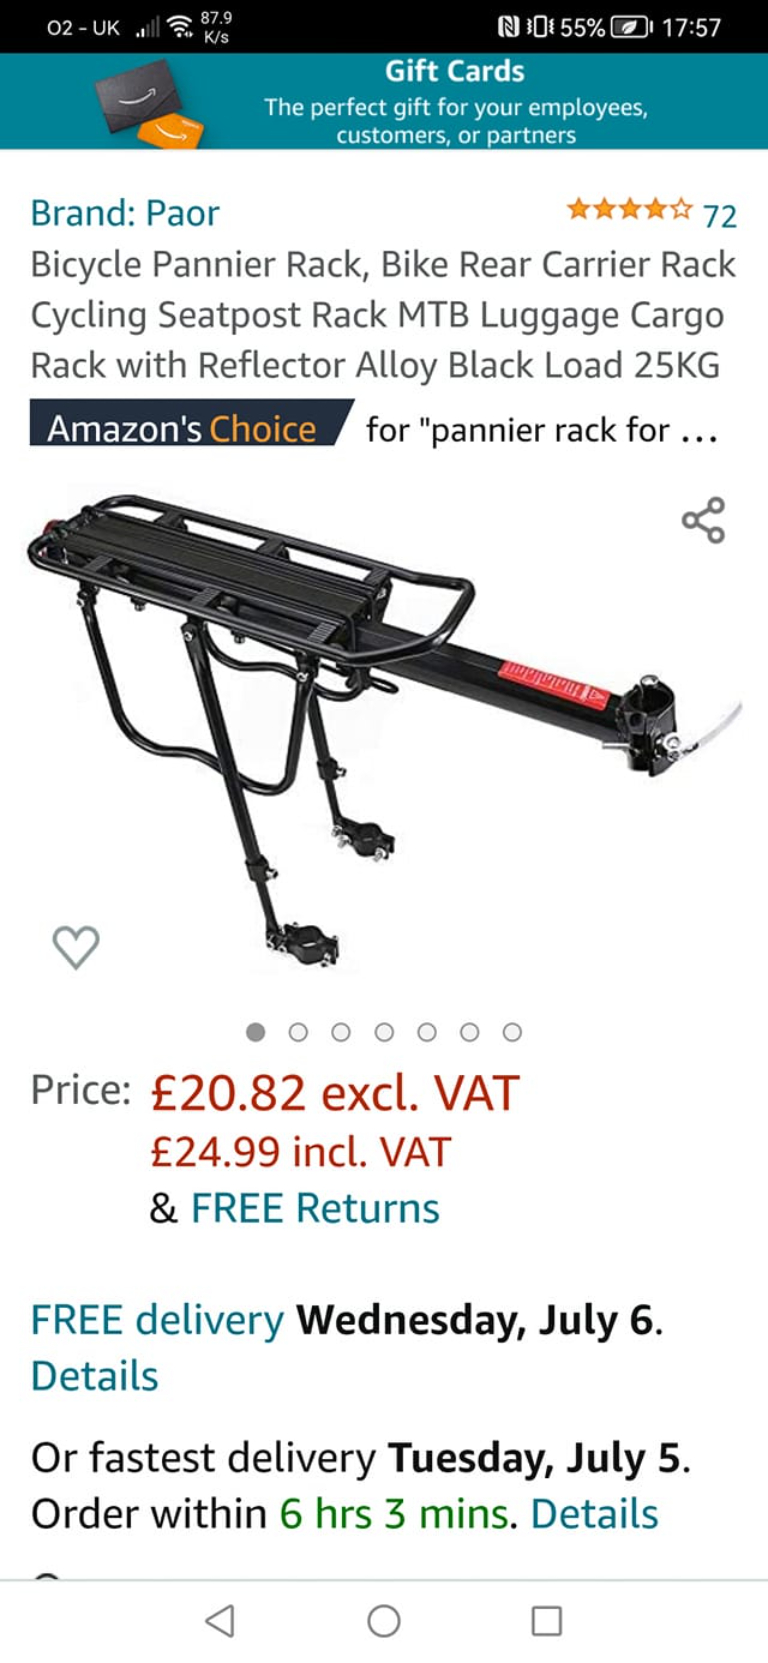 O2 - UK 87.9 K/s 55% 17:57
Gift Cards
The perfect gift for your employees,
customers, or partners
Brand: Paor 72
Bicycle Pannier Rack, Bike Rear Carrier Rack
Cycling Seatpost Rack MTB Luggage Cargo
Rack with Reflector Alloy Black Load 25KG
Amazon's Choice for "pannier rack for ...
Price: £20.82 excl. VAT
£24.99 incl. VAT
& FREE Returns
FREE delivery Wednesday, July 6.
Details
Or fastest delivery Tuesday, July 5.
Order within 6 hrs 3 mins. Details